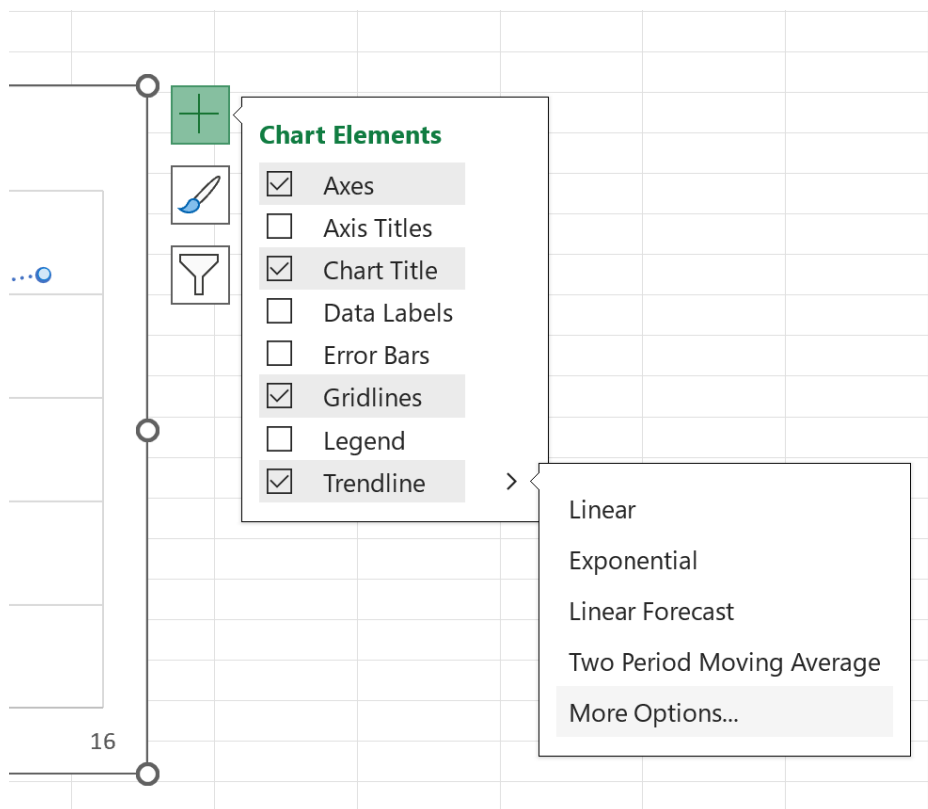 Chart Elements
Axes
Axis Titles
Chart Title
Data Labels
Error Bars
Gridlines
Legend
Trendline
Linear
Exponential
Linear Forecast
Two Period Moving Average
More Options...
16